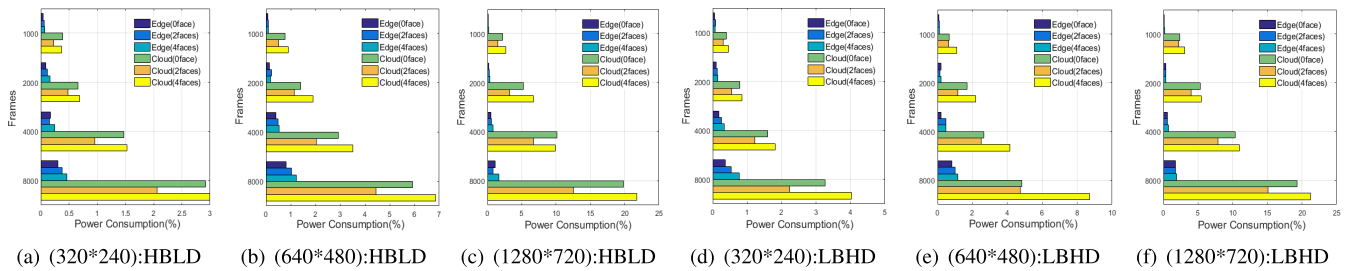 Frames
1000
2000
4000
8000
Edge(0face)
Edge(2faces)
Edge(4faces)
Cloud(0face)
Cloud(2faces)
Cloud(4faces)
0 0.5 1 1.5 2 2.5 3
Power Consumption(%)
(a) (320*240):HBLD
Frames
1000
2000
4000
8000
Edge(0face)
Edge(2faces)
Edge(4faces)
Cloud(0face)
Cloud(2faces)
Cloud(4faces)
0 1 2 3 4 5 6 7
Power Consumption(%)
(b) (640*480):HBLD
Frames
1000
2000
4000
8000
Edge(0face)
Edge(2faces)
Edge(4faces)
Cloud(0face)
Cloud(2faces)
Cloud(4faces)
0 5 10 15 20 25
Power Consumption(%)
(c) (1280*720):HBLD
Frames
1000
2000
4000
8000
Edge(0face)
Edge(2faces)
Edge(4faces)
Cloud(0face)
Cloud(2faces)
Cloud(4faces)
0 1 2 3 4 5
Power Consumption(%)
(d) (320*240):LBHD
Frames
1000
2000
4000
8000
Edge(0face)
Edge(2faces)
Edge(4faces)
Cloud(0face)
Cloud(2faces)
Cloud(4faces)
0 2 4 6 8 10
Power Consumption(%)
(e) (640*480):LBHD
Frames
1000
2000
4000
8000
Edge(0face)
Edge(2faces)
Edge(4faces)
Cloud(0face)
Cloud(2faces)
Cloud(4faces)
0 5 10 15 20 25
Power Consumption(%)
(f) (1280*720):LBHD